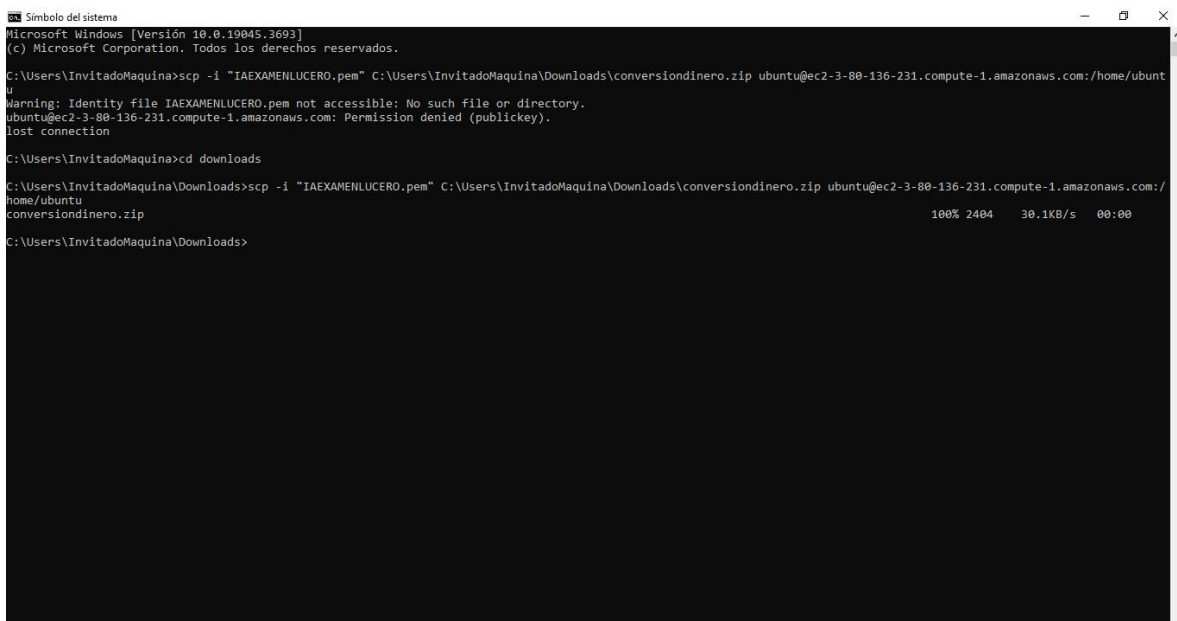 Símbolo del sistema
Microsoft Windows [Versión 10.0.19045.3693]
(c) Microsoft Corporation. Todos los derechos reservados.
C:\Users\InvitadoMaquina>scp -i "IAEXAMENLUCERO.pem" C:\Users\InvitadoMaquina\Downloads\conversiondinero.zip ubuntu@ec2-3-80-136-231.compute-1.amazonaws.com:/home/ubunt
u
Warning: Identity file IAEXAMENLUCERO.pem not accessible: No such file or directory.
ubuntu@ec2-3-80-136-231.compute-1.amazonaws.com: Permission denied (publickey).
lost connection
C:\Users\InvitadoMaquina>cd downloads
C:\Users\InvitadoMaquina\Downloads>scp -i "IAEXAMENLUCERO.pem" C:\Users\InvitadoMaquina\Downloads\conversiondinero.zip ubuntu@ec2-3-80-136-231.compute-1.amazonaws.com:/
home/ubuntu
conversiondinero.zip 100% 2404 30.1KB/s 00:00
C:\Users\InvitadoMaquina\Downloads>